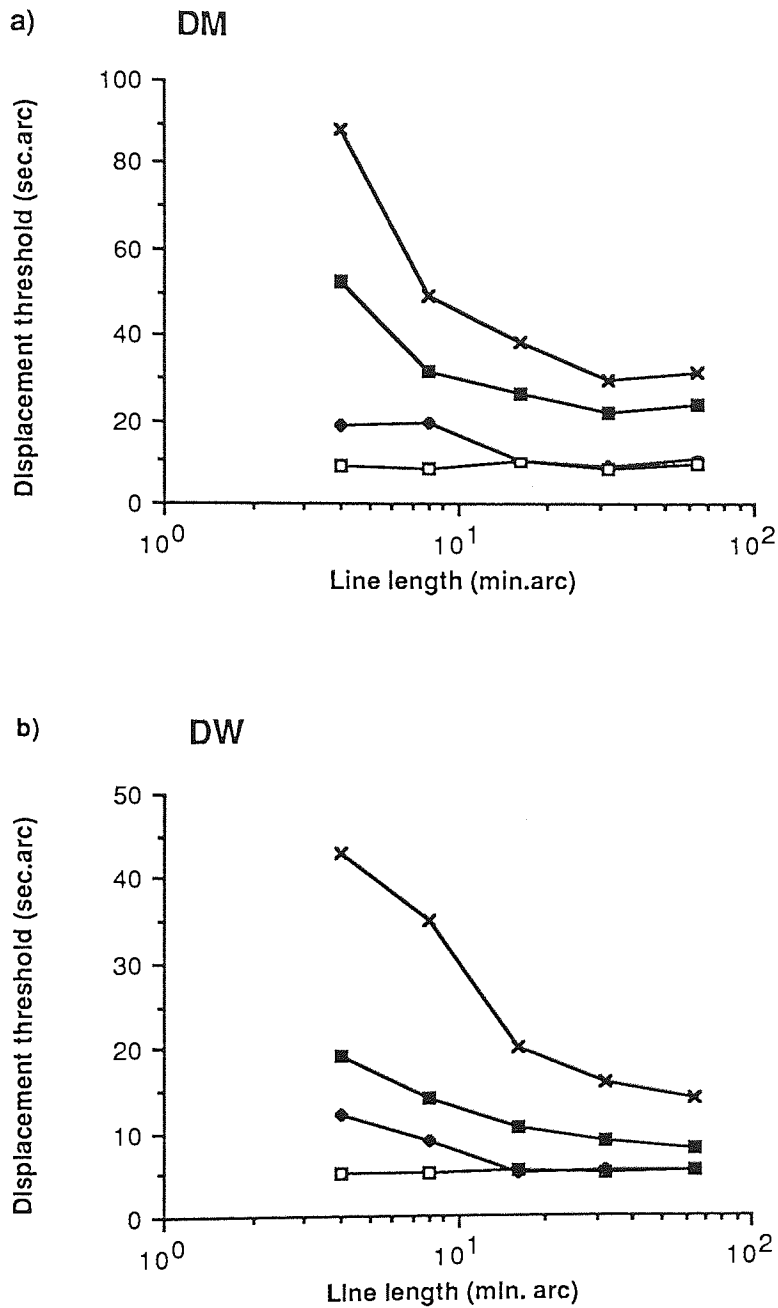 a) DM
100
80
60
40
20
0
Displacement threshold (sec.arc)
10^0 10^1 10^2
Line length (min.arc)
b) DW
50
40
30
20
10
0
Displacement threshold (sec.arc)
10^0 10^1 10^2
Line length (min. arc)